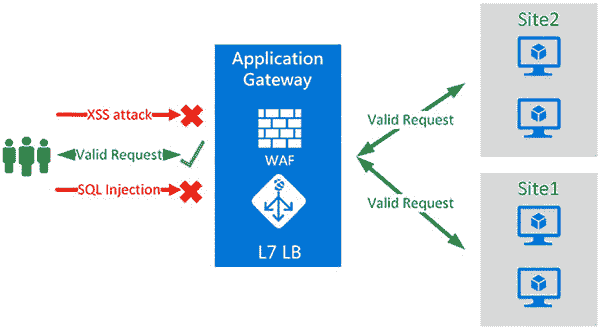 XSS attack
Valid Request
SQL Injection
Application
Gateway
WAF
L7 LB
Valid Request
Valid Request
Site2
Site1